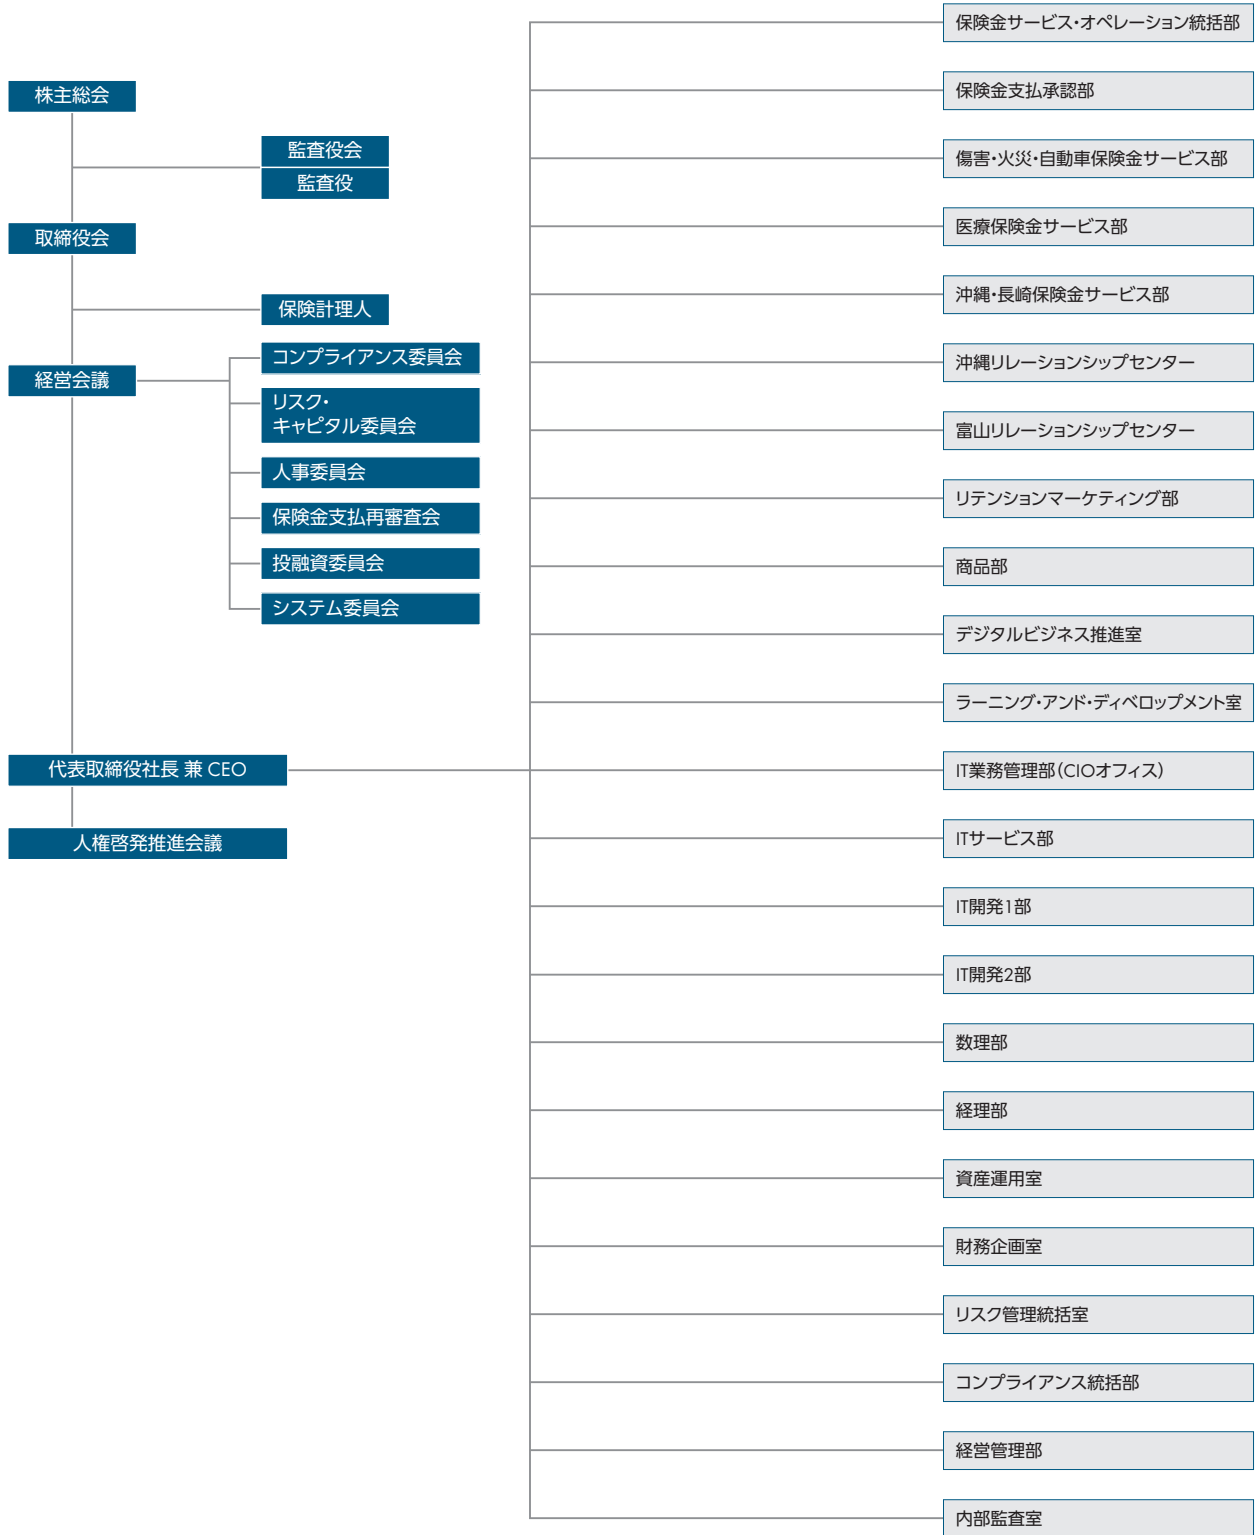 株主総会
監査役会
監査役
取締役会
保険計理人
経営会議
コンプライアンス委員会
リスク・
キャピタル委員会
人事委員会
保険金支払再審査会
投融資委員会
システム委員会
代表取締役社長 兼 CEO
人権啓発推進会議
保険金サービス・オペレーション統括部
保険金支払承認部
傷害・火災・自動車保険金サービス部
医療保険金サービス部
沖縄・長崎保険金サービス部
沖縄リレーションシップセンター
富山リレーションシップセンター
リテンションマーケティング部
商品部
デジタルビジネス推進室
ラーニング・アンド・ディベロップメント室
IT業務管理部(CIOオフィス)
ITサービス部
IT開発1部
IT開発2部
数理部
経理部
資産運用室
財務企画室
リスク管理統括室
コンプライアンス統括部
経営管理部
内部監査室